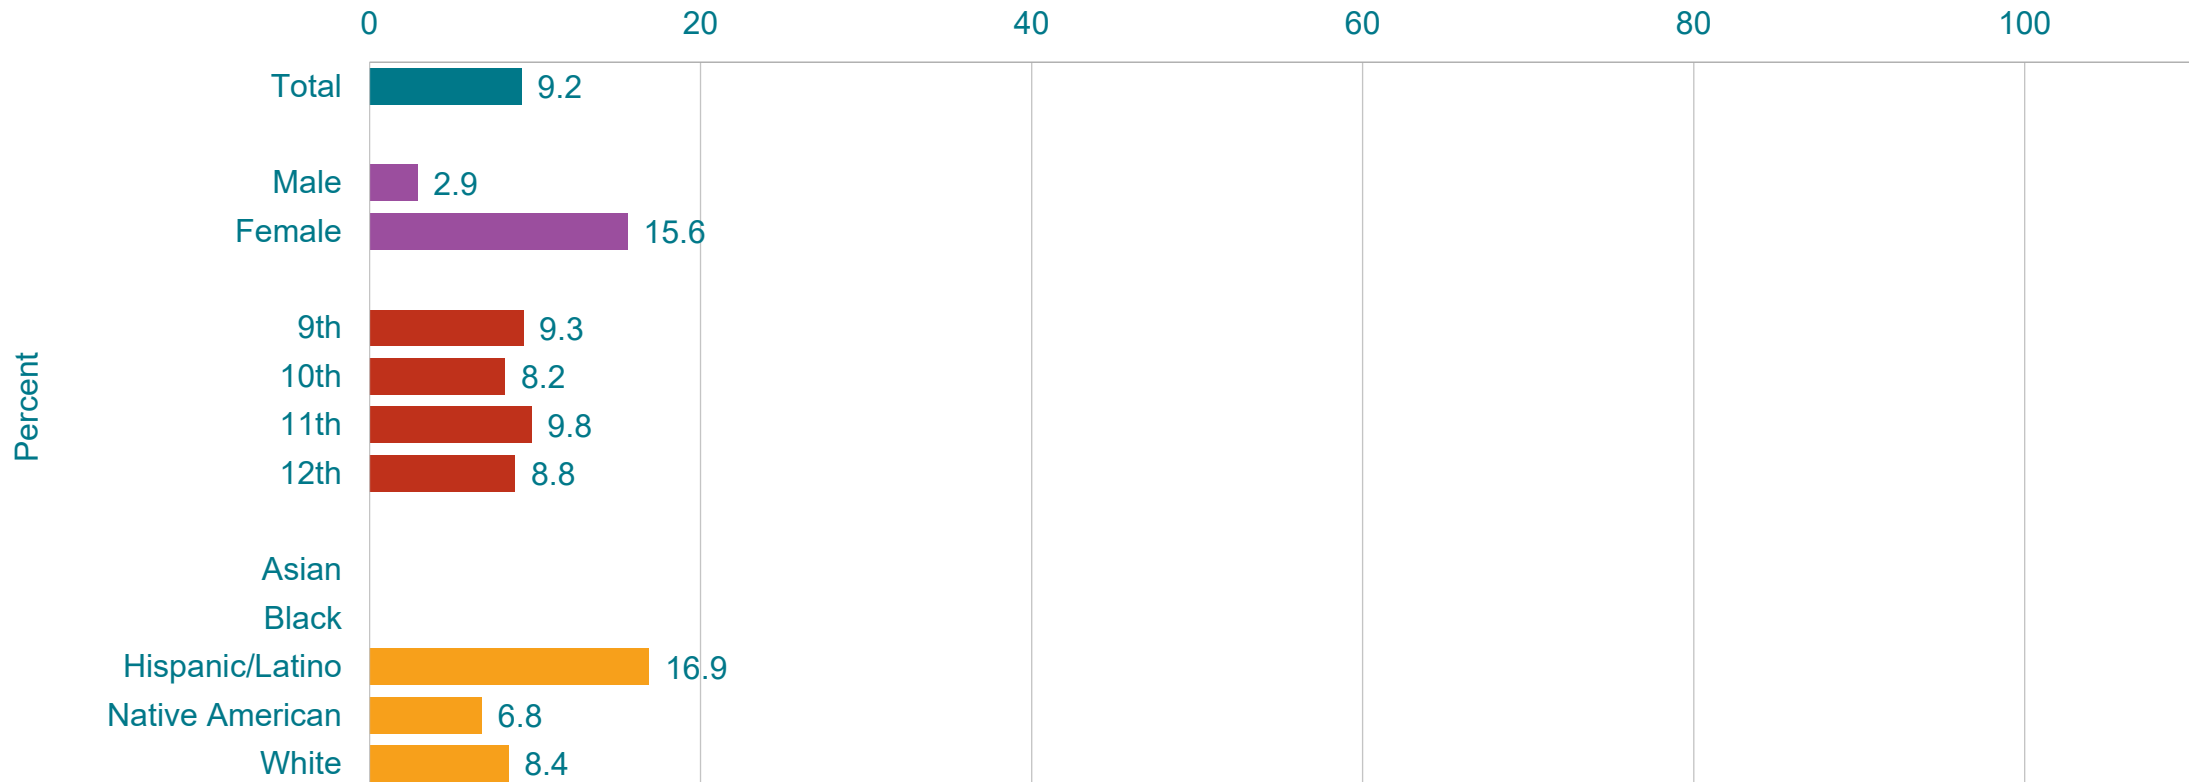 0 20 40 60 80 100
Total 9.2
Male 2.9
Female 15.6
Percent
9th 9.3
10th 8.2
11th 9.8
12th 8.8
Asian
Black
Hispanic/Latino 16.9
Native American 6.8
White 8.4